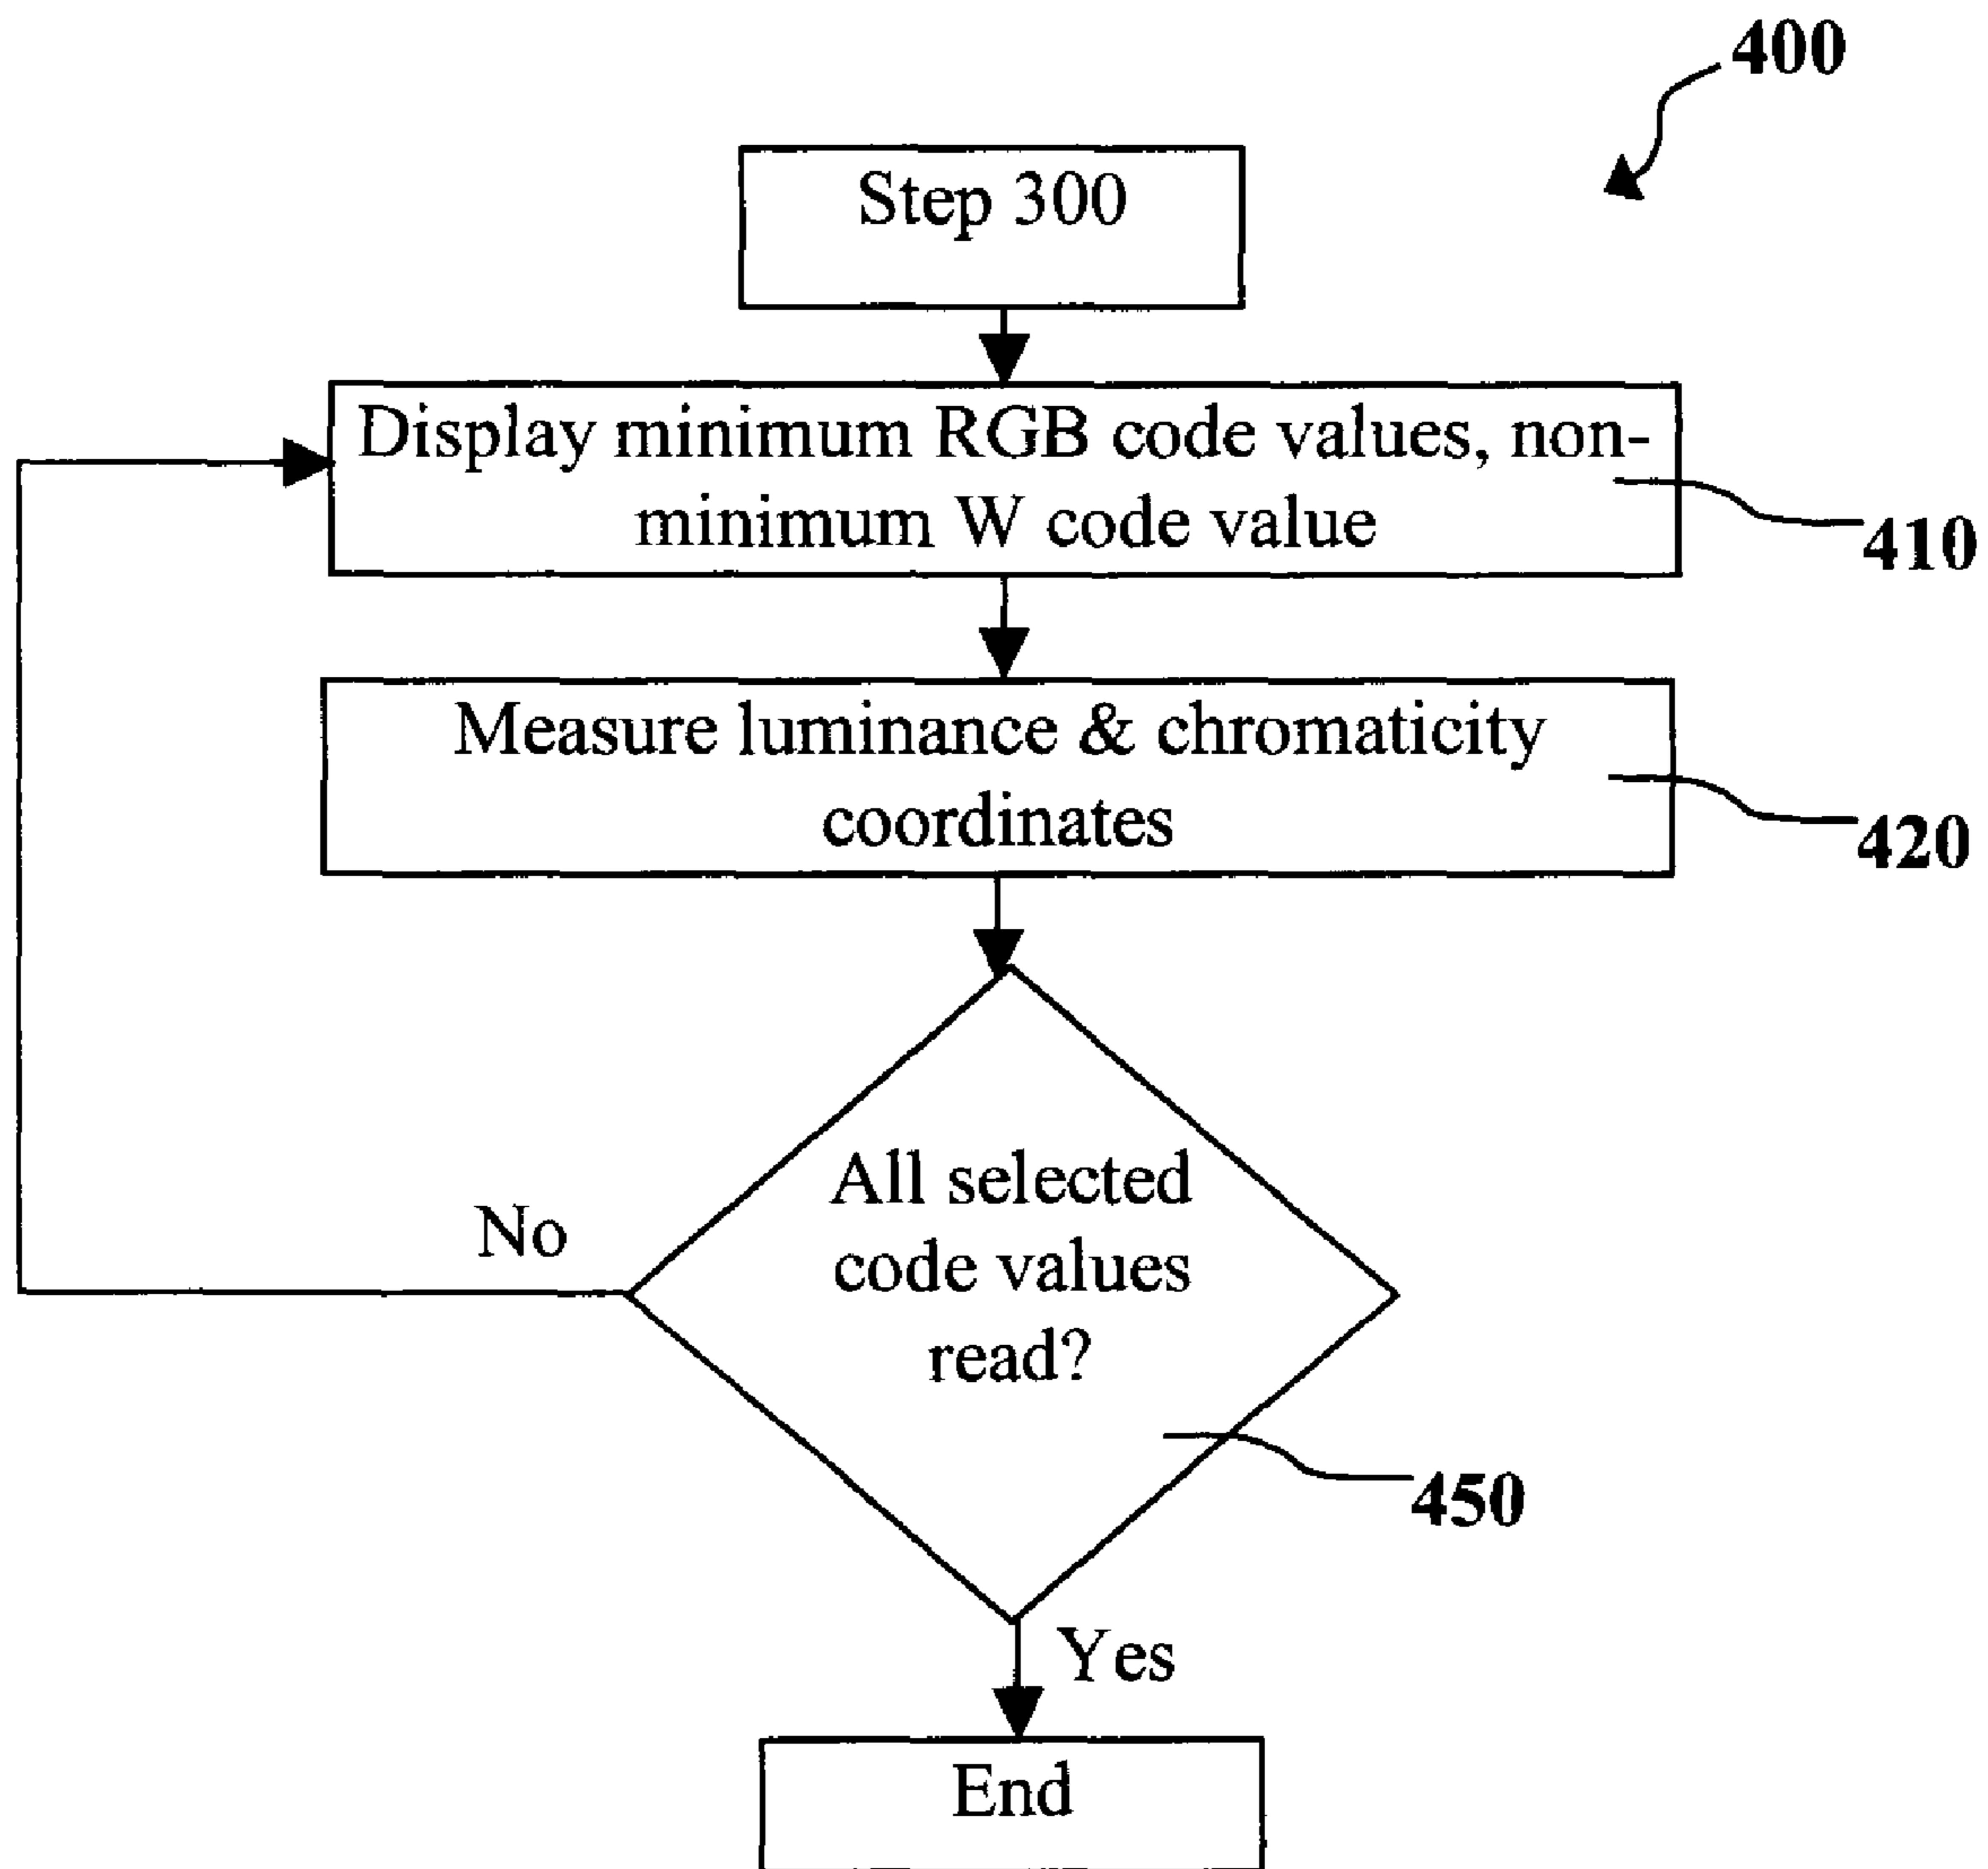 400
Step 300
Display minimum RGB code values, non-
minimum W code value
410
Measure luminance & chromaticity
coordinates
420
All selected
code values
read?
No
450
Yes
End